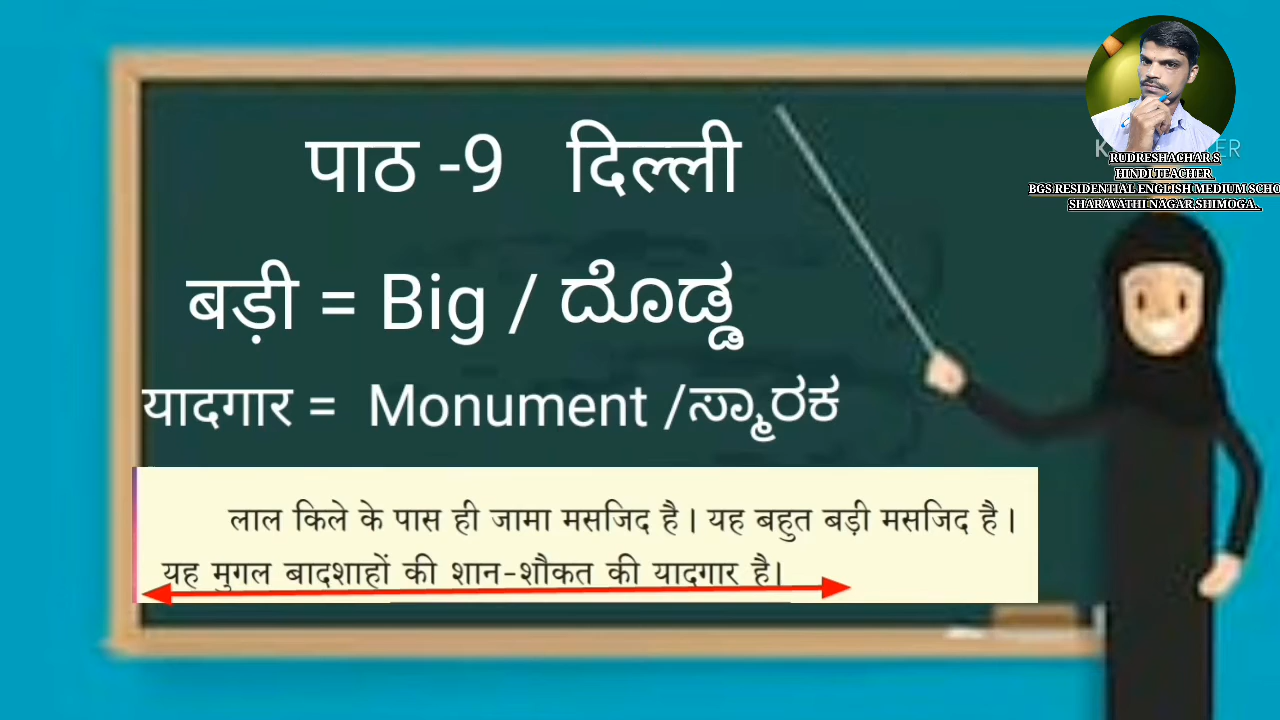 पाठ -9 दिल्ली
बड़ी = Big / ದೊಡ್ಡ
यादगार = Monument /ಸ್ಮಾರಕ
लाल किले के पास ही जामा मसजिद है। यह बहुत बड़ी मसजिद है।
यह मुगल बादशाहों की शान-शौकत की यादगार है।
RUDRESHACHAR S
HINDI TEACHER
BGS RESIDENTIAL ENGLISH MEDIUM SCHO
SHARAVATHI NAGAR SHIMOGA..